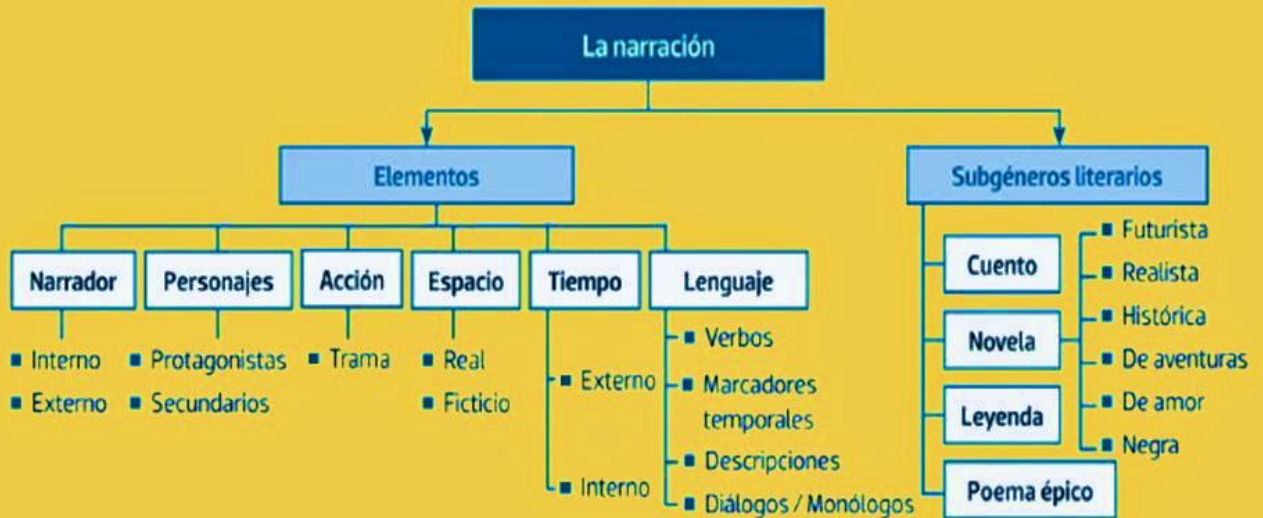 La narración
Elementos
Subgéneros literarios
Narrador
Personajes
Acción
Espacio
Tiempo
Lenguaje
Interno
Externo
Protagonistas
Secundarios
Trama
Real
Ficticio
Externo
Interno
Verbos
Marcadores
temporales
Descripciones
Diálogos / Monólogos
Cuento
Novela
Leyenda
Poema épico
Futurista
Realista
Histórica
De aventuras
De amor
Negra